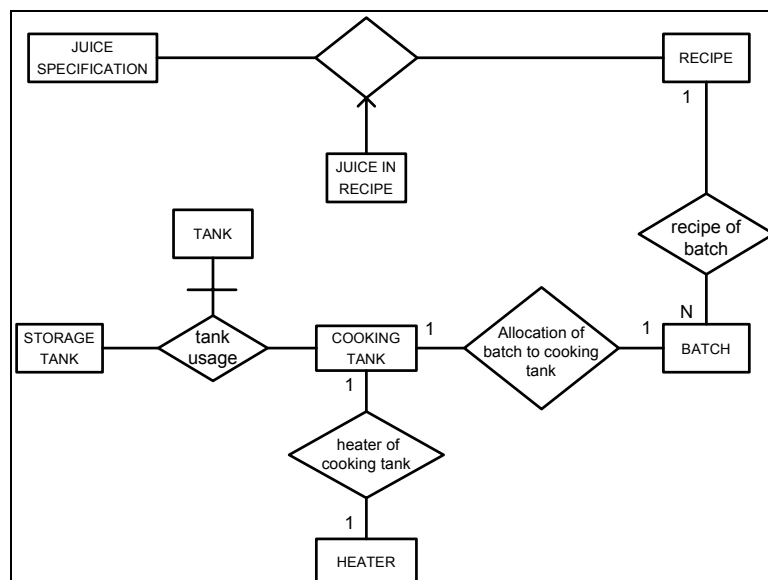 JUICE
SPECIFICATION
RECIPE
1
JUICE IN
RECIPE
TANK
recipe of
batch
STORAGE
TANK
tank
usage
COOKING
TANK
1
Allocation of
batch to cooking
tank
1
N
BATCH
1
heater of
cooking tank
1
HEATER